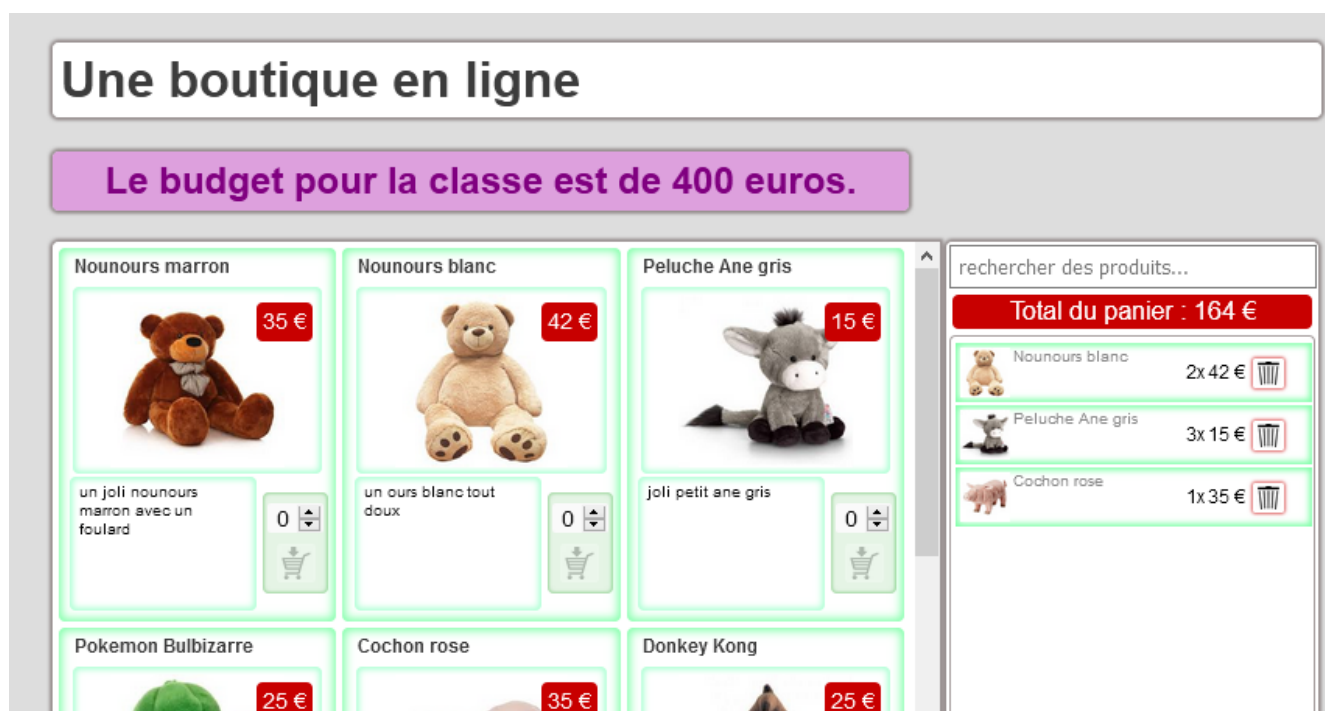 Une boutique en ligne
Le budget pour la classe est de 400 euros.
Nounours marron
35 €
un joli nounours
marron avec un
foulard
0
Nounours blanc
42 €
un ours blanc tout
doux
0
Peluche Ane gris
15 €
joli petit ane gris
0
Pokemon Bulbizarre
25 €
Cochon rose
35 €
Donkey Kong
25 €
rechercher des produits...
Total du panier : 164 €
Nounours blanc
2x 42 €
Peluche Ane gris
3x 15 €
Cochon rose
1x 35 €